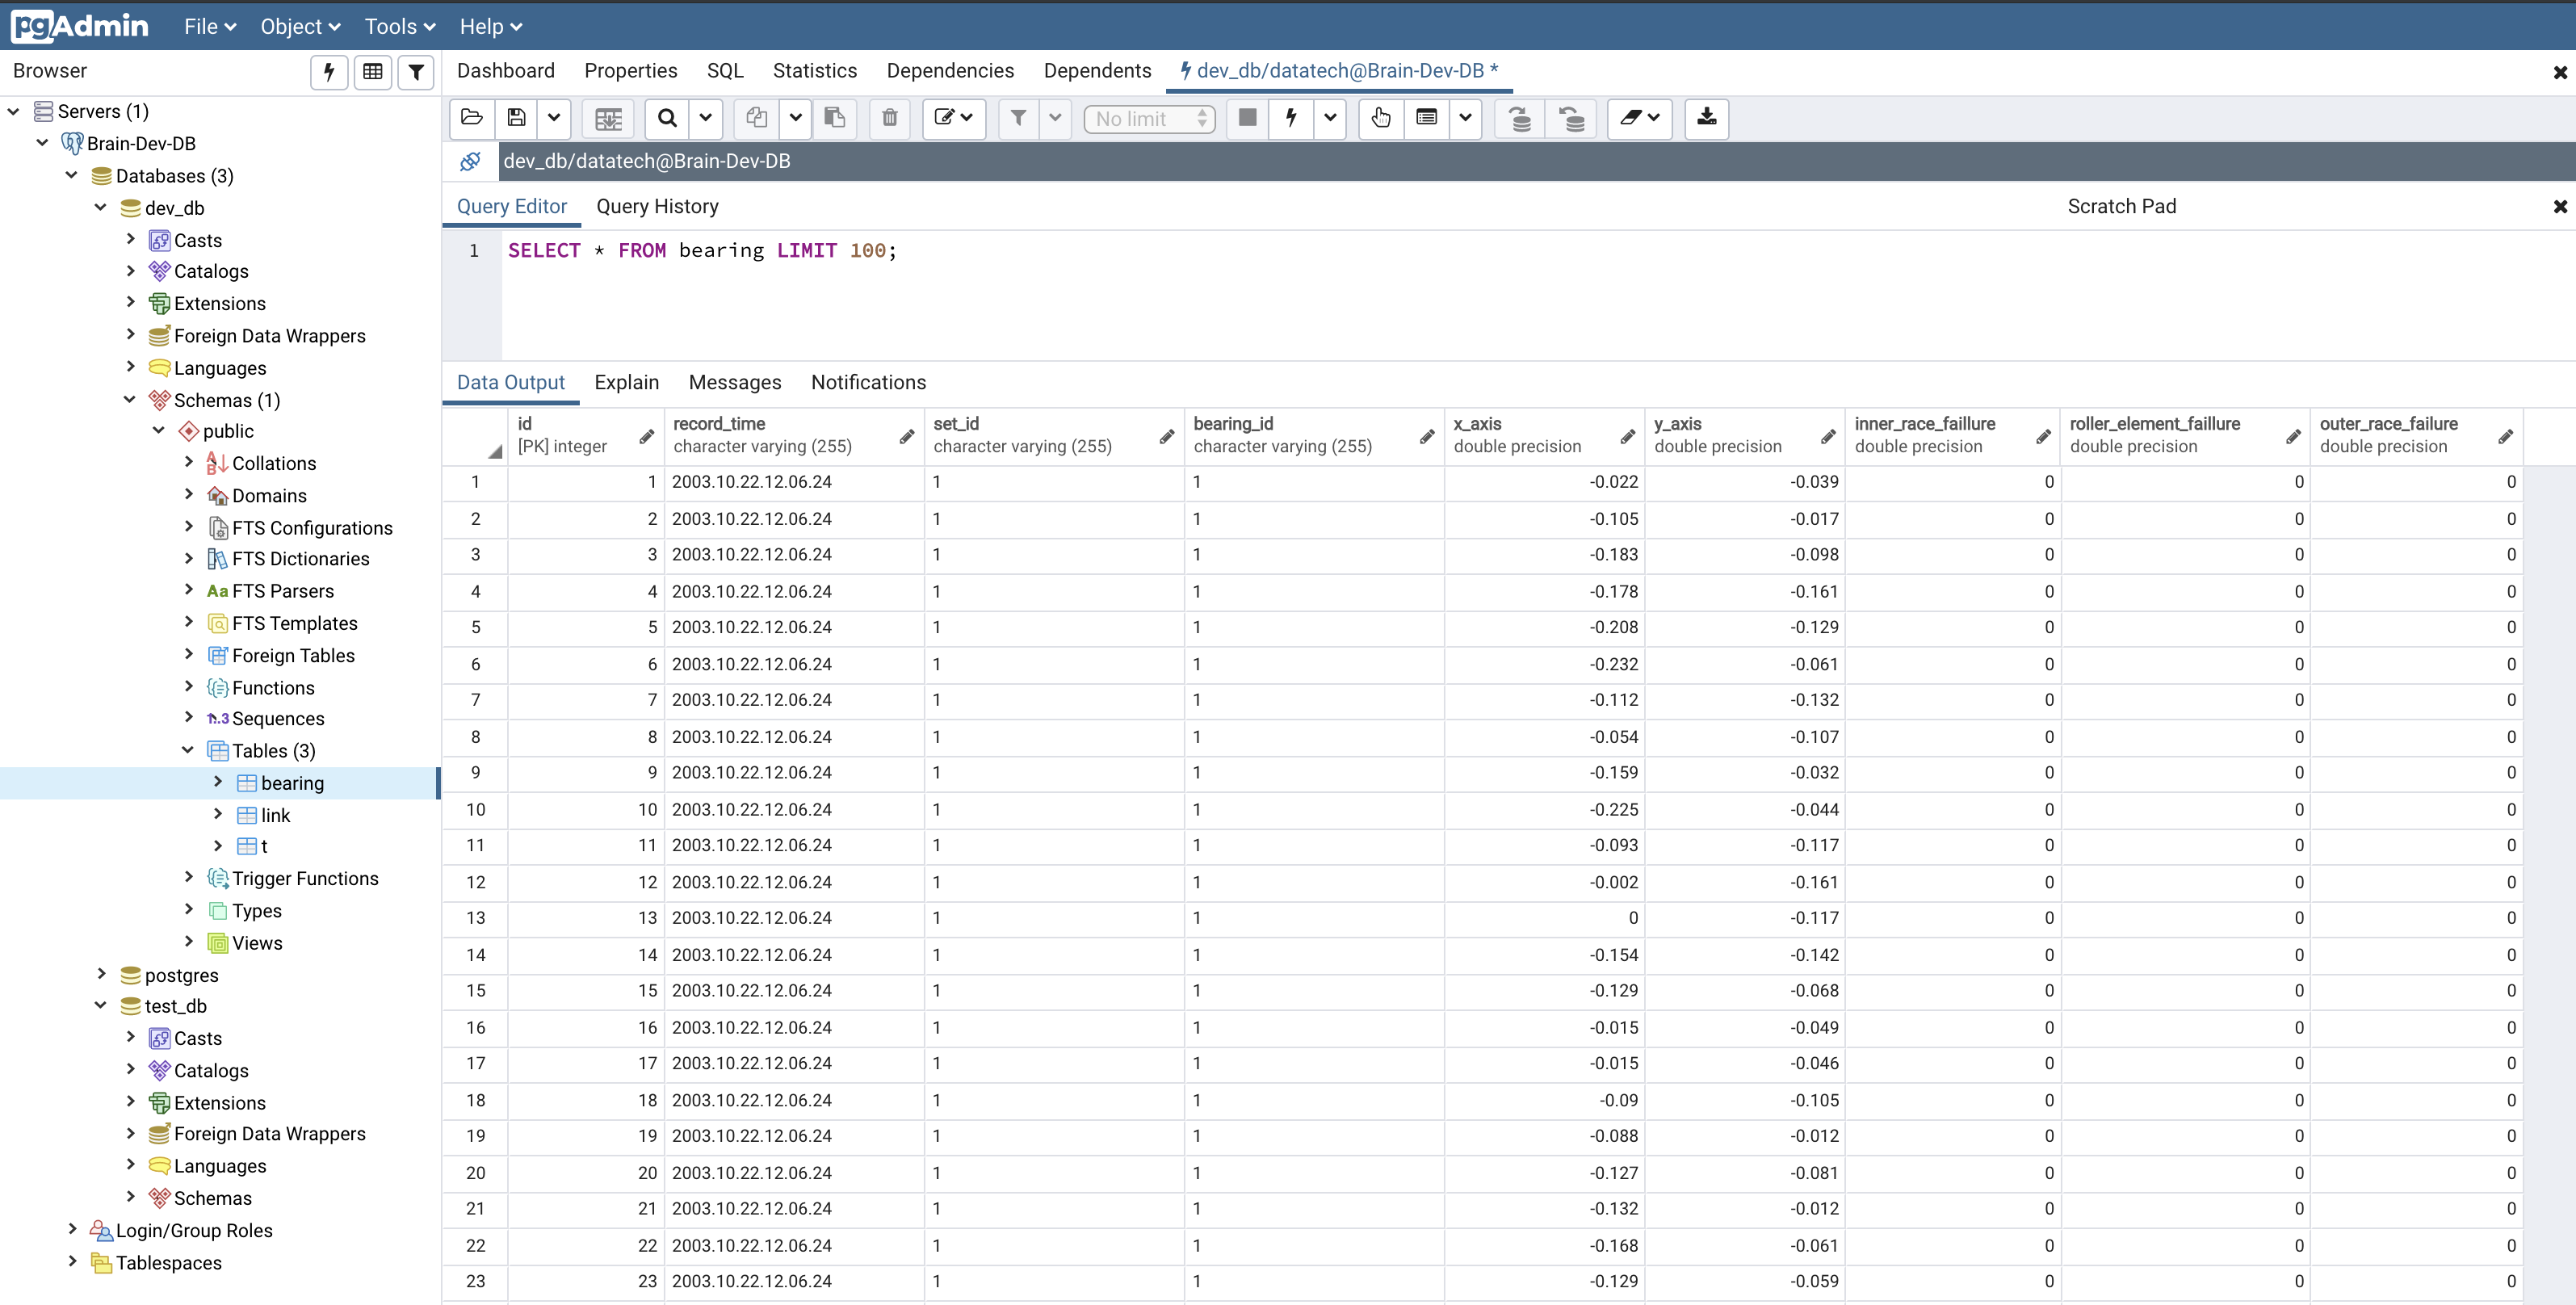 pgAdmin File Object Tools Help
Browser
Dashboard Properties SQL Statistics Dependencies Dependents dev_db/datatech@Brain-Dev-DB *
Servers (1)
Brain-Dev-DB
Databases (3)
dev_db
Casts
Catalogs
Extensions
Foreign Data Wrappers
Languages
Schemas (1)
public
Collations
Domains
FTS Configurations
FTS Dictionaries
Aa FTS Parsers
FTS Templates
Foreign Tables
Functions
1..3 Sequences
Tables (3)
bearing
link
t
Trigger Functions
Types
Views
postgres
test_db
Casts
Catalogs
Extensions
Foreign Data Wrappers
Languages
Schemas
Login/Group Roles
Tablespaces
No limit
dev_db/datatech@Brain-Dev-DB
Query Editor Query History Scratch Pad
1 SELECT * FROM bearing LIMIT 100;
Data Output Explain Messages Notifications
id record_time set_id bearing_id x_axis y_axis inner_race_faillure roller_element_faillure outer_race_failure
[PK] integer character varying (255) character varying (255) character varying (255) double precision double precision double precision double precision double precision
1 1 2003.10.22.12.06.24 1 1 -0.022 -0.039 0 0 0
2 2 2003.10.22.12.06.24 1 1 -0.105 -0.017 0 0 0
3 3 2003.10.22.12.06.24 1 1 -0.183 -0.098 0 0 0
4 4 2003.10.22.12.06.24 1 1 -0.178 -0.161 0 0 0
5 5 2003.10.22.12.06.24 1 1 -0.208 -0.129 0 0 0
6 6 2003.10.22.12.06.24 1 1 -0.232 -0.061 0 0 0
7 7 2003.10.22.12.06.24 1 1 -0.112 -0.132 0 0 0
8 8 2003.10.22.12.06.24 1 1 -0.054 -0.107 0 0 0
9 9 2003.10.22.12.06.24 1 1 -0.159 -0.032 0 0 0
10 10 2003.10.22.12.06.24 1 1 -0.225 -0.044 0 0 0
11 11 2003.10.22.12.06.24 1 1 -0.093 -0.117 0 0 0
12 12 2003.10.22.12.06.24 1 1 -0.002 -0.161 0 0 0
13 13 2003.10.22.12.06.24 1 1 0 -0.117 0 0 0
14 14 2003.10.22.12.06.24 1 1 -0.154 -0.142 0 0 0
15 15 2003.10.22.12.06.24 1 1 -0.129 -0.068 0 0 0
16 16 2003.10.22.12.06.24 1 1 -0.015 -0.049 0 0 0
17 17 2003.10.22.12.06.24 1 1 -0.015 -0.046 0 0 0
18 18 2003.10.22.12.06.24 1 1 -0.09 -0.105 0 0 0
19 19 2003.10.22.12.06.24 1 1 -0.088 -0.012 0 0 0
20 20 2003.10.22.12.06.24 1 1 -0.127 -0.081 0 0 0
21 21 2003.10.22.12.06.24 1 1 -0.132 -0.012 0 0 0
22 22 2003.10.22.12.06.24 1 1 -0.168 -0.061 0 0 0
23 23 2003.10.22.12.06.24 1 1 -0.129 -0.059 0 0 0